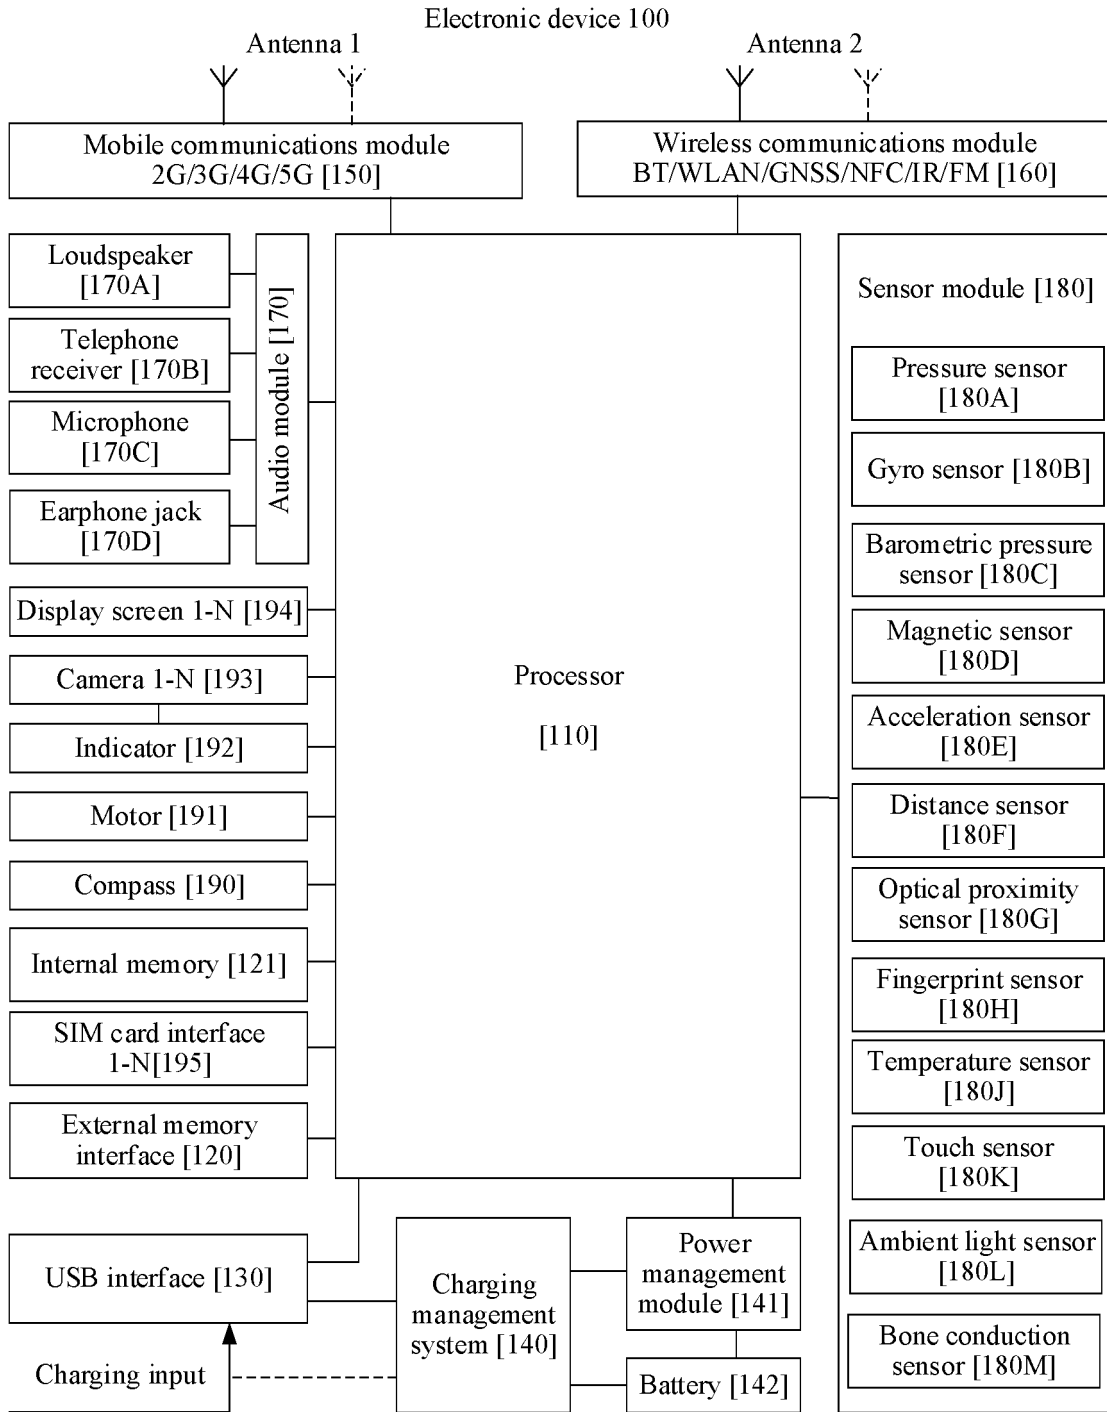 Electronic device 100
Antenna 1
Antenna 2
Mobile communications module
2G/3G/4G/5G [150]
Wireless communications module
BT/WLAN/GNSS/NFC/IR/FM [160]
Loudspeaker
[170A]
Telephone
receiver [170B]
Microphone
[170C]
Earphone jack
[170D]
Audio module [170]
Display screen 1-N [194]
Camera 1-N [193]
Indicator [192]
Motor [191]
Compass [190]
Internal memory [121]
SIM card interface
1-N[195]
External memory
interface [120]
Processor
[110]
Sensor module [180]
Pressure sensor
[180A]
Gyro sensor [180B]
Barometric pressure
sensor [180C]
Magnetic sensor
[180D]
Acceleration sensor
[180E]
Distance sensor
[180F]
Optical proximity
sensor [180G]
Fingerprint sensor
[180H]
Temperature sensor
[180J]
Touch sensor
[180K]
Ambient light sensor
[180L]
Bone conduction
sensor [180M]
USB interface [130]
Charging input
Charging
management
system [140]
Power
management
module [141]
Battery [142]